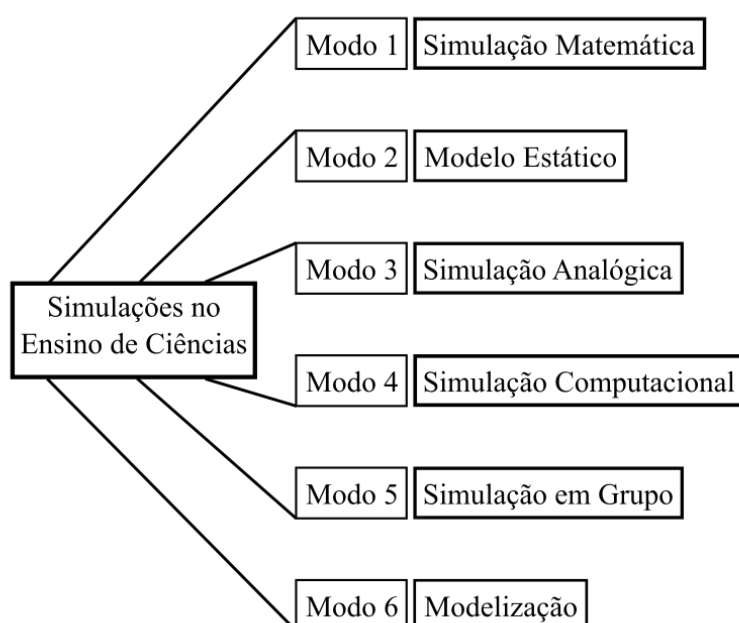 Modo 1 Simulação Matemática
Modo 2 Modelo Estático
Modo 3 Simulação Analógica
Simulações no
Ensino de Ciências
Modo 4 Simulação Computacional
Modo 5 Simulação em Grupo
Modo 6 Modelização